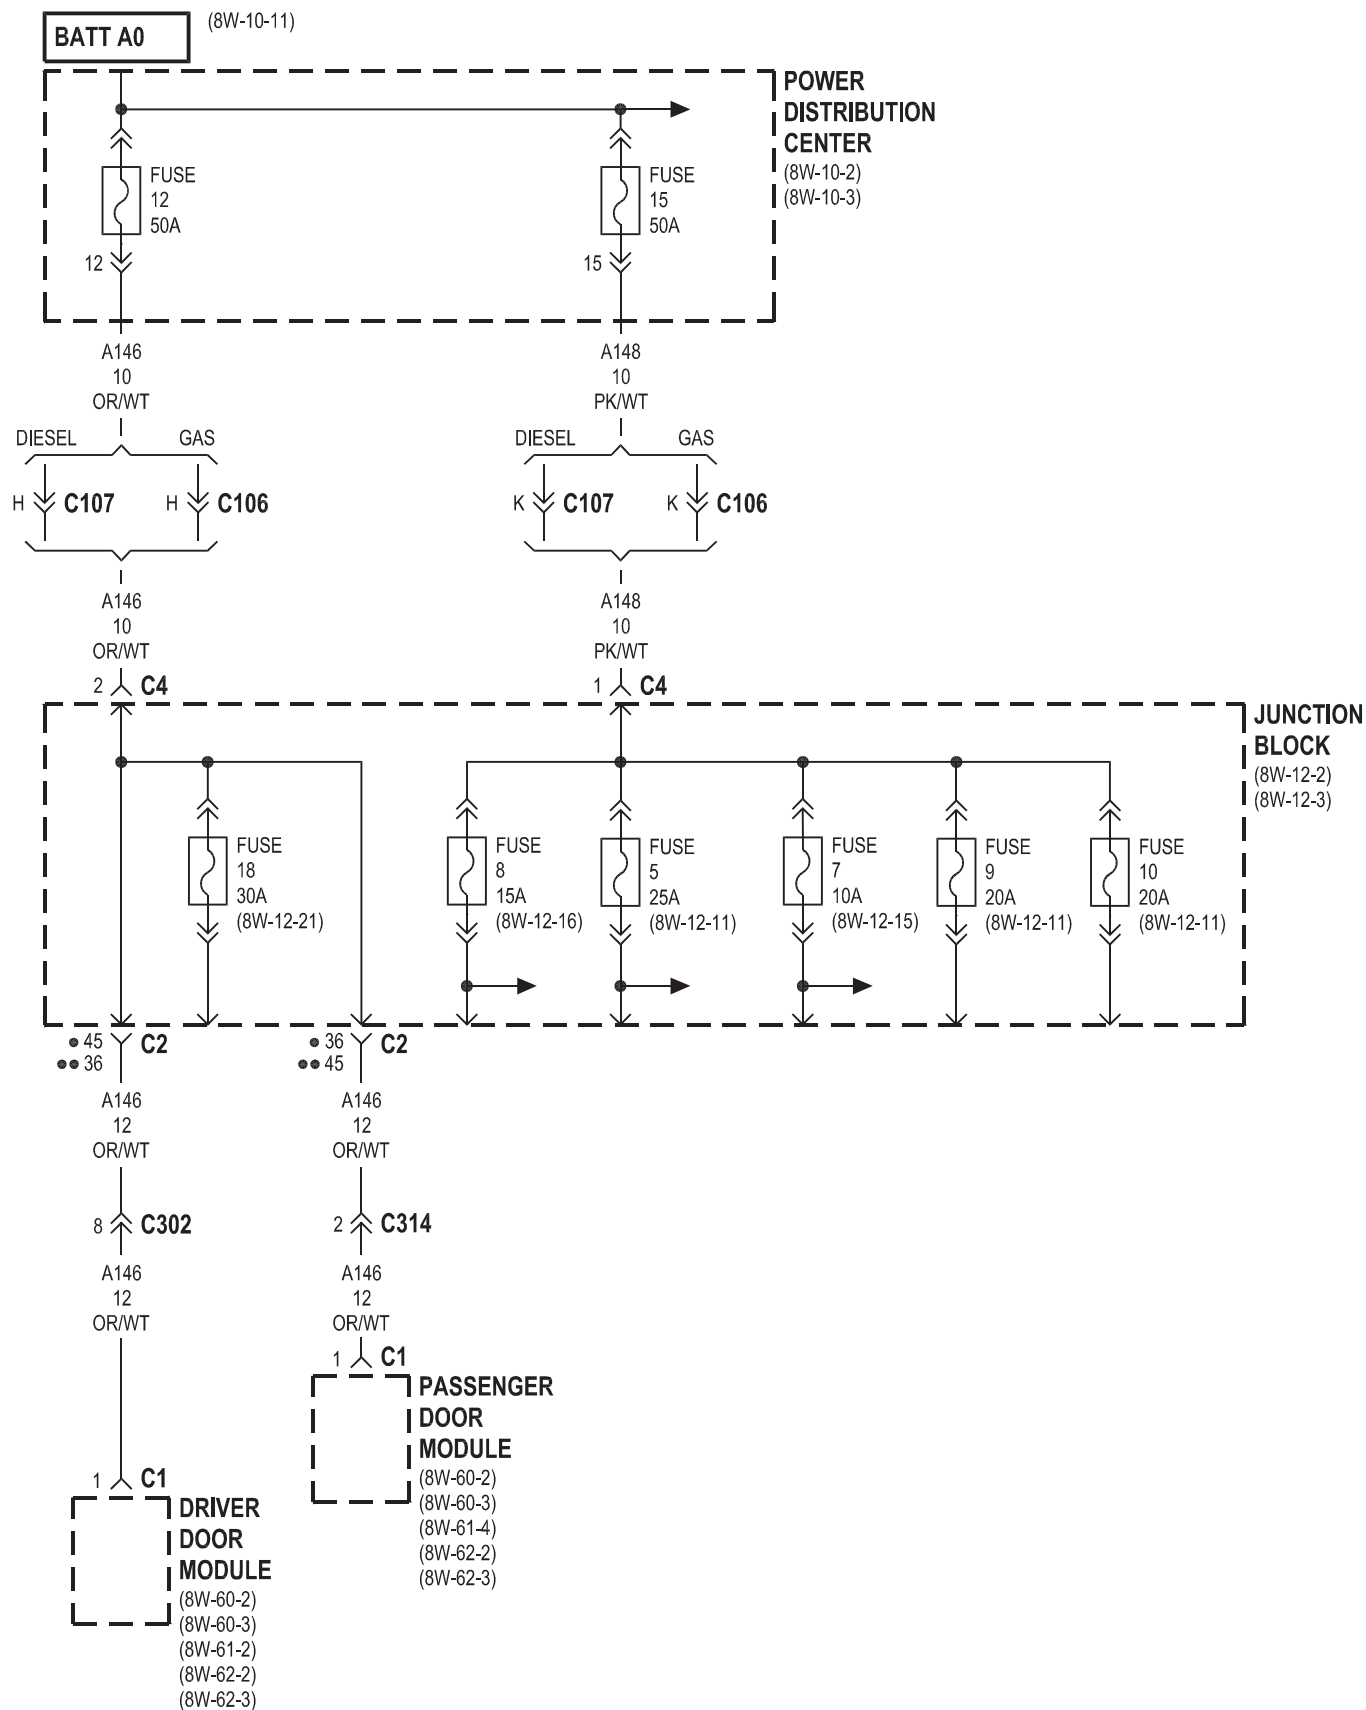 BATT A0
(8W-10-11)
POWER
DISTRIBUTION
CENTER
(8W-10-2)
(8W-10-3)
FUSE
12
50A
12
FUSE
15
50A
15
A146
10
OR/WT
A148
10
PK/WT
DIESEL
GAS
H
C107
H
C106
DIESEL
GAS
K
C107
K
C106
A146
10
OR/WT
2
C4
A148
10
PK/WT
1
C4
JUNCTION
BLOCK
(8W-12-2)
(8W-12-3)
FUSE
18
30A
(8W-12-21)
FUSE
8
15A
(8W-12-16)
FUSE
5
25A
(8W-12-11)
FUSE
7
10A
(8W-12-15)
FUSE
9
20A
(8W-12-11)
FUSE
10
20A
(8W-12-11)
● 45
●● 36
C2
● 36
●● 45
C2
A146
12
OR/WT
A146
12
OR/WT
8
C302
2
C314
A146
12
OR/WT
A146
12
OR/WT
1
C1
PASSENGER
DOOR
MODULE
(8W-60-2)
(8W-60-3)
(8W-61-4)
(8W-62-2)
(8W-62-3)
1
C1
DRIVER
DOOR
MODULE
(8W-60-2)
(8W-60-3)
(8W-61-2)
(8W-62-2)
(8W-62-3)